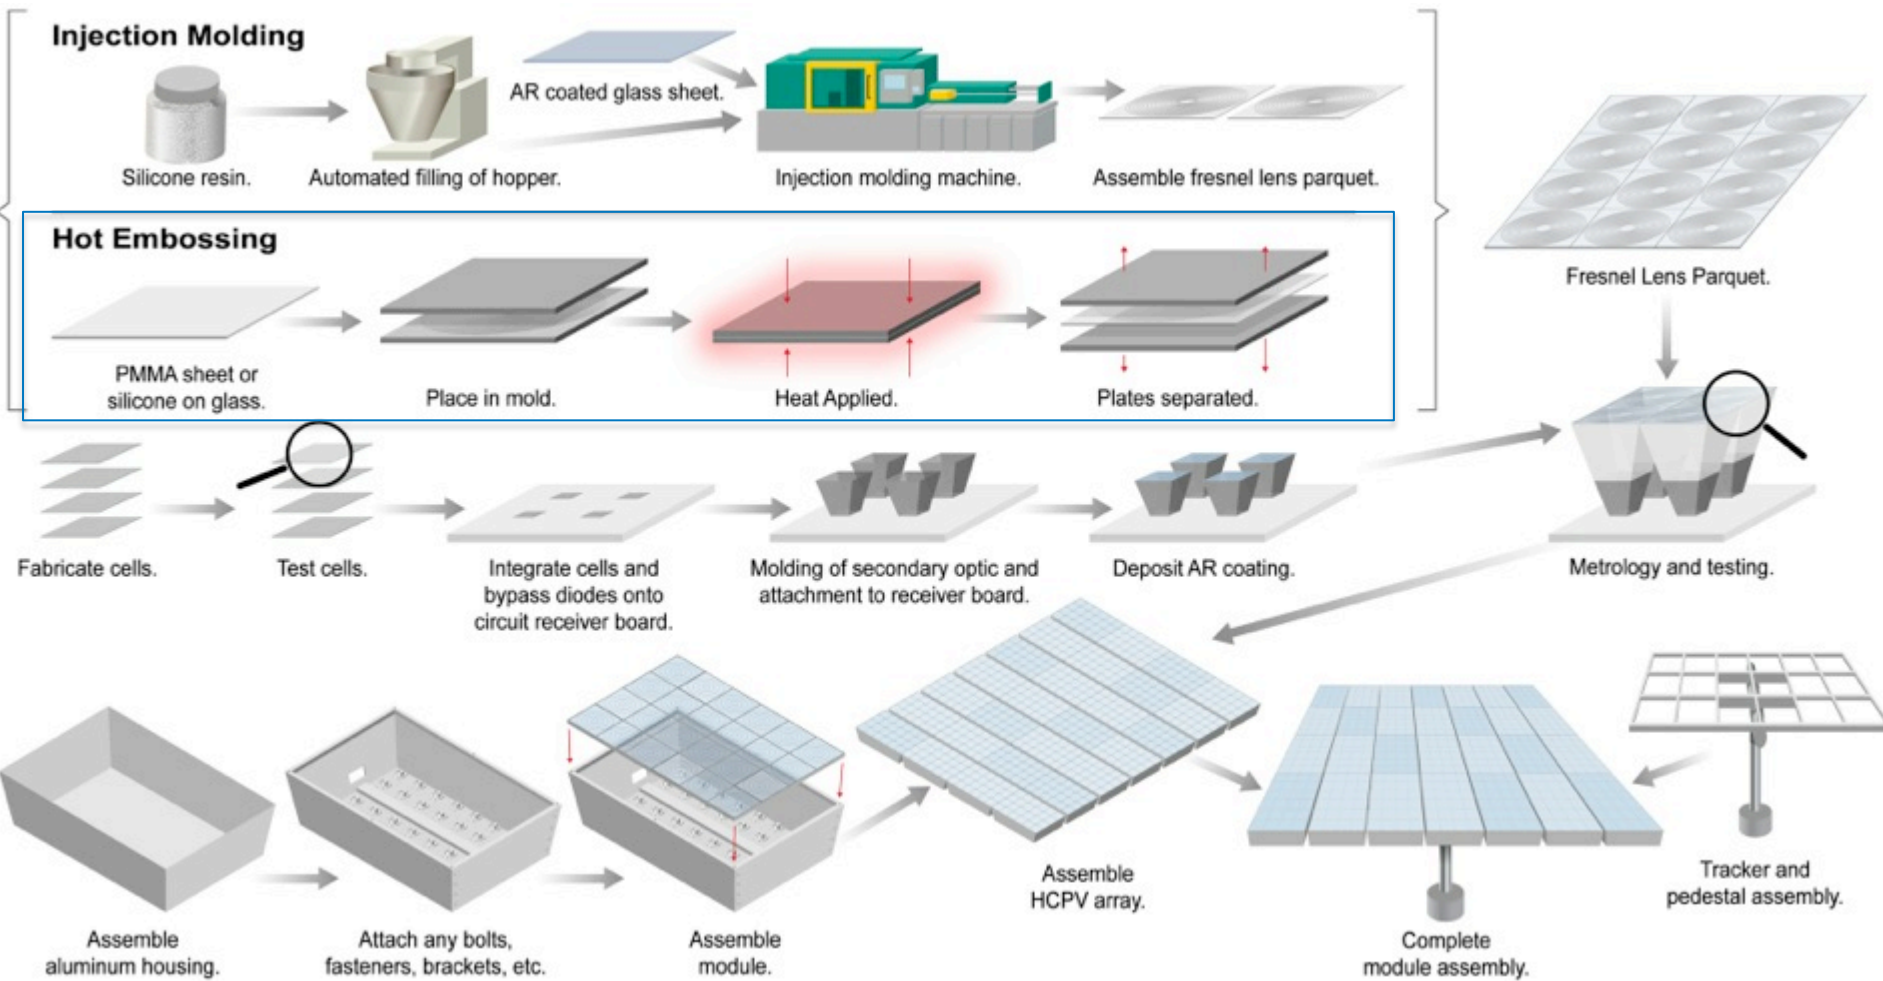 Injection Molding
AR coated glass sheet.
Silicone resin.
Automated filling of hopper.
Injection molding machine.
Assemble fresnel lens parquet.
Hot Embossing
PMMA sheet or
silicone on glass.
Place in mold.
Heat Applied.
Plates separated.
Fresnel Lens Parquet.
Fabricate cells.
Test cells.
Integrate cells and
bypass diodes onto
circuit receiver board.
Molding of secondary optic and
attachment to receiver board.
Deposit AR coating.
Metrology and testing.
Assemble
aluminum housing.
Attach any bolts,
fasteners, brackets, etc.
Assemble
module.
Assemble
HCPV array.
Complete
module assembly.
Tracker and
pedestal assembly.